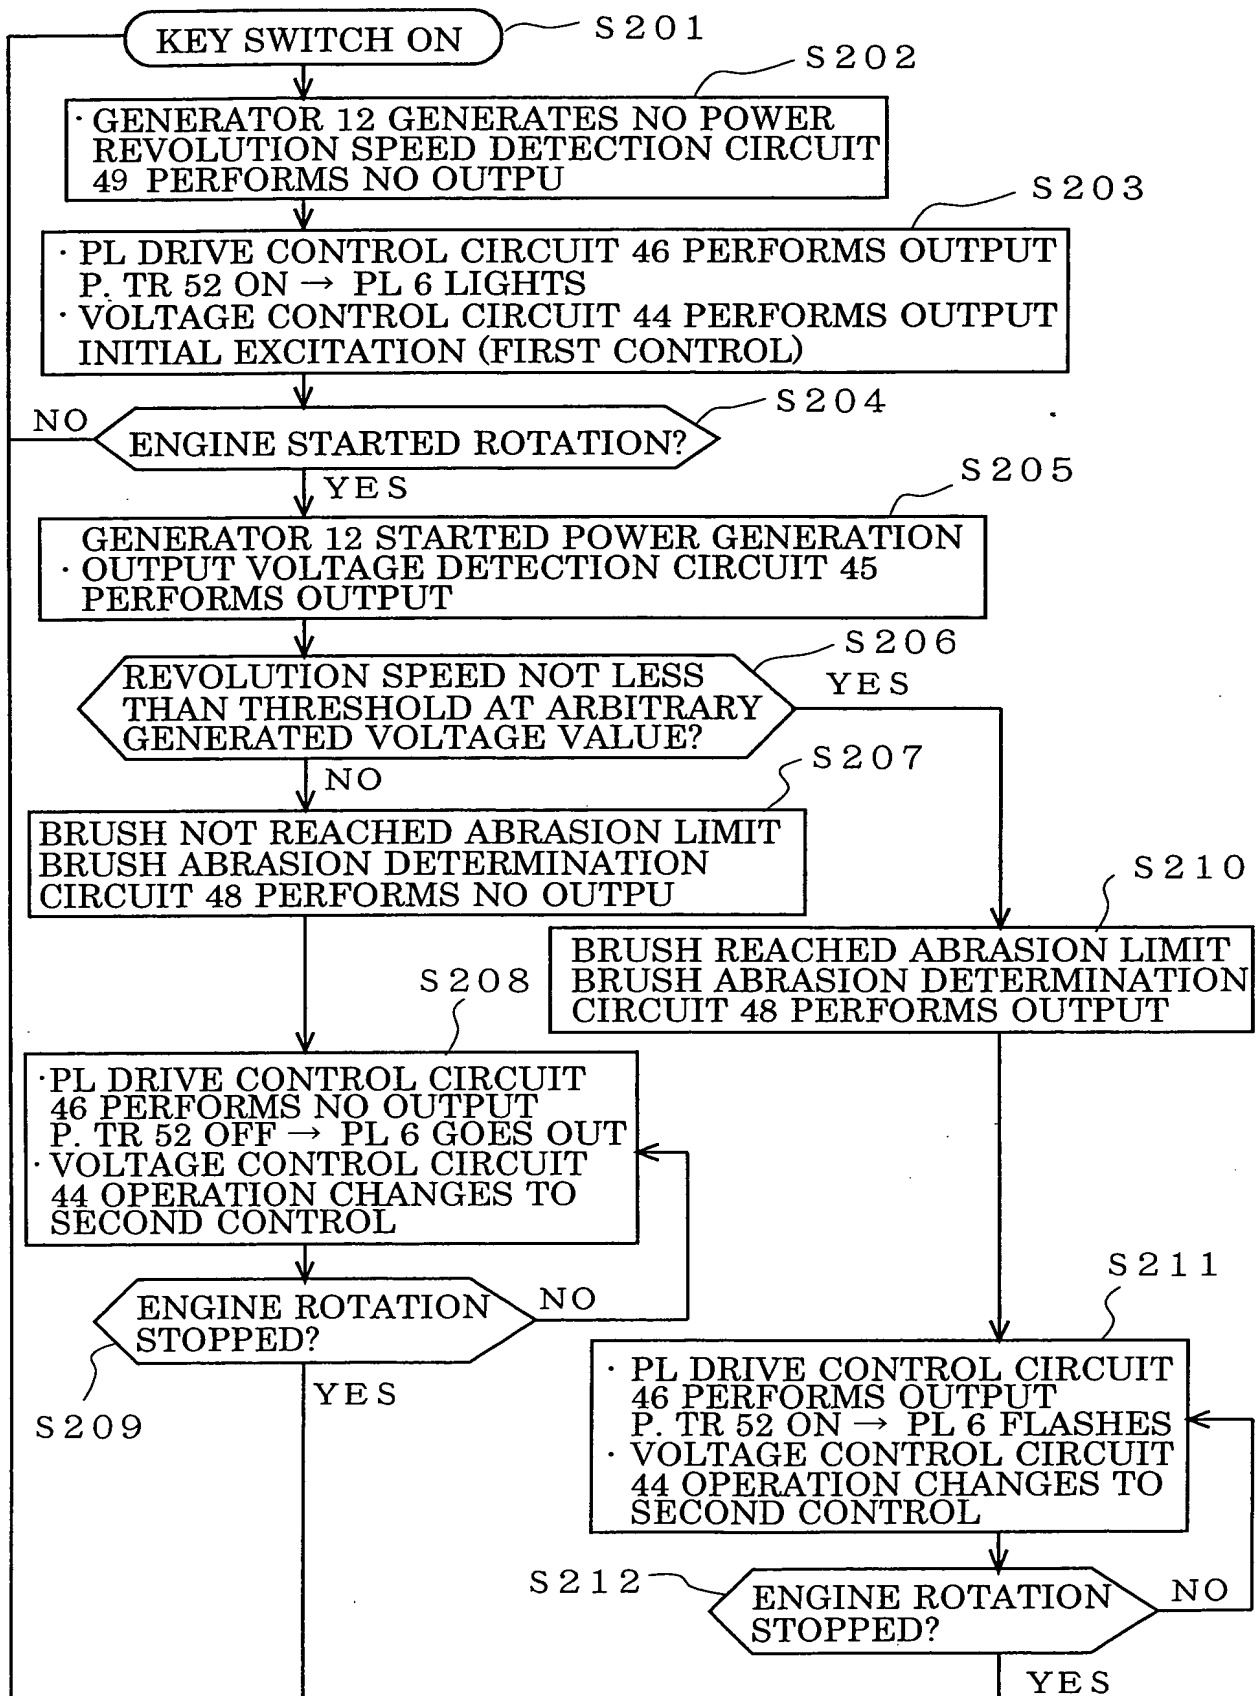 KEY SWITCH ON
S201
S202
· GENERATOR 12 GENERATES NO POWER
REVOLUTION SPEED DETECTION CIRCUIT
49 PERFORMS NO OUTPU
S203
· PL DRIVE CONTROL CIRCUIT 46 PERFORMS OUTPUT
P. TR 52 ON → PL 6 LIGHTS
· VOLTAGE CONTROL CIRCUIT 44 PERFORMS OUTPUT
INITIAL EXCITATION (FIRST CONTROL)
S204
NO
ENGINE STARTED ROTATION?
YES
S205
GENERATOR 12 STARTED POWER GENERATION
· OUTPUT VOLTAGE DETECTION CIRCUIT 45
PERFORMS OUTPUT
S206
REVOLUTION SPEED NOT LESS
THAN THRESHOLD AT ARBITRARY
GENERATED VOLTAGE VALUE?
YES
NO
S207
BRUSH NOT REACHED ABRASION LIMIT
BRUSH ABRASION DETERMINATION
CIRCUIT 48 PERFORMS NO OUTPU
S210
BRUSH REACHED ABRASION LIMIT
BRUSH ABRASION DETERMINATION
CIRCUIT 48 PERFORMS OUTPUT
S208
· PL DRIVE CONTROL CIRCUIT
46 PERFORMS NO OUTPUT
P. TR 52 OFF → PL 6 GOES OUT
· VOLTAGE CONTROL CIRCUIT
44 OPERATION CHANGES TO
SECOND CONTROL
ENGINE ROTATION
STOPPED?
NO
YES
S209
S211
· PL DRIVE CONTROL CIRCUIT
46 PERFORMS OUTPUT
P. TR 52 ON → PL 6 FLASHES
· VOLTAGE CONTROL CIRCUIT
44 OPERATION CHANGES TO
SECOND CONTROL
S212
ENGINE ROTATION
STOPPED?
NO
YES